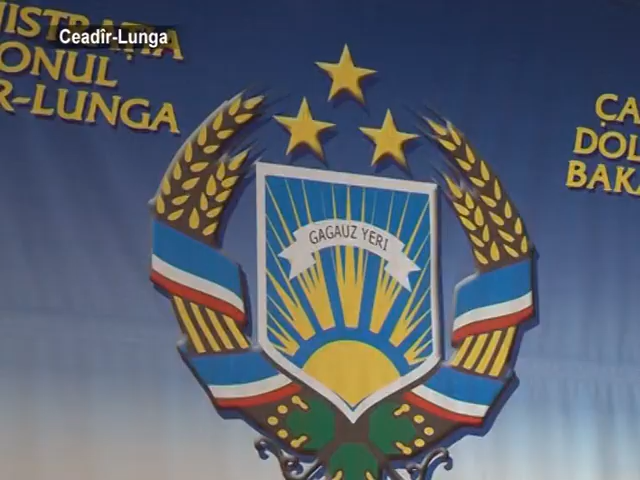 Ceadîr-Lunga
NISTRAȚIA
ONUL
R-LUNGA
GAGAUZ YERI
ÇA
DOL
BAKA